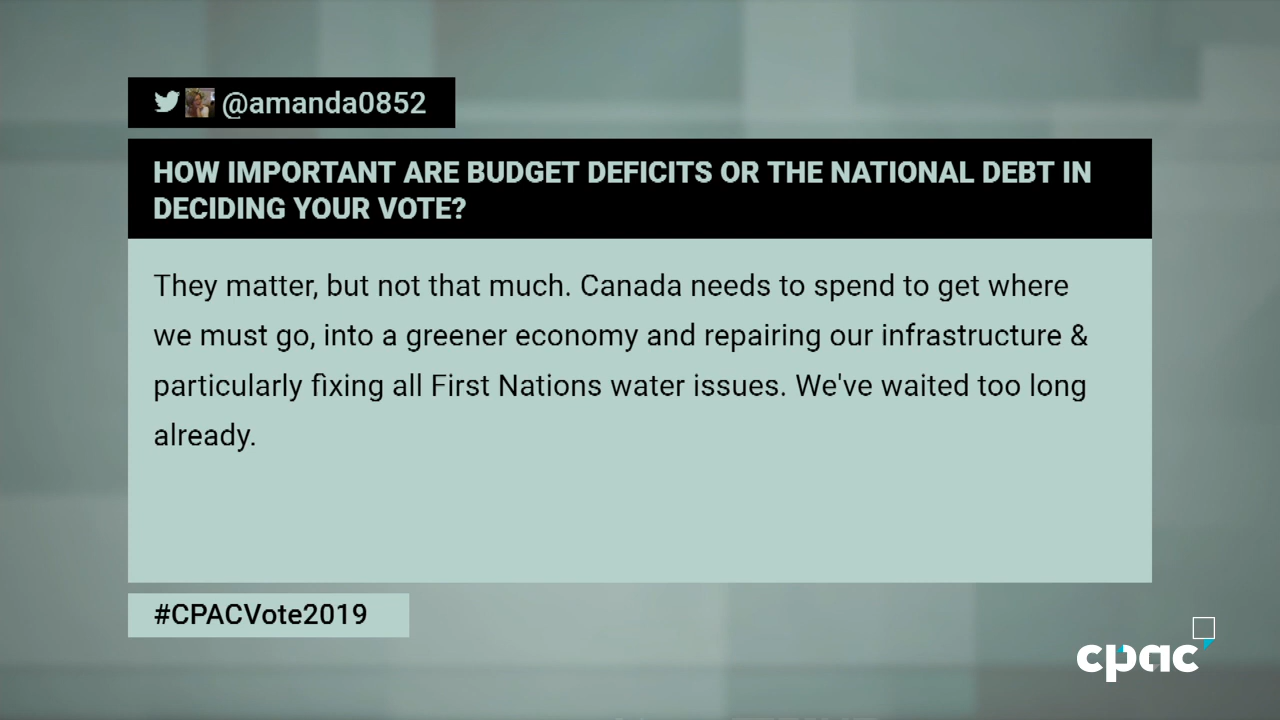 @amanda0852
HOW IMPORTANT ARE BUDGET DEFICITS OR THE NATIONAL DEBT IN
DECIDING YOUR VOTE?
They matter, but not that much. Canada needs to spend to get where
we must go, into a greener economy and repairing our infrastructure &
particularly fixing all First Nations water issues. We've waited too long
already.
#CPACVote2019
cpac